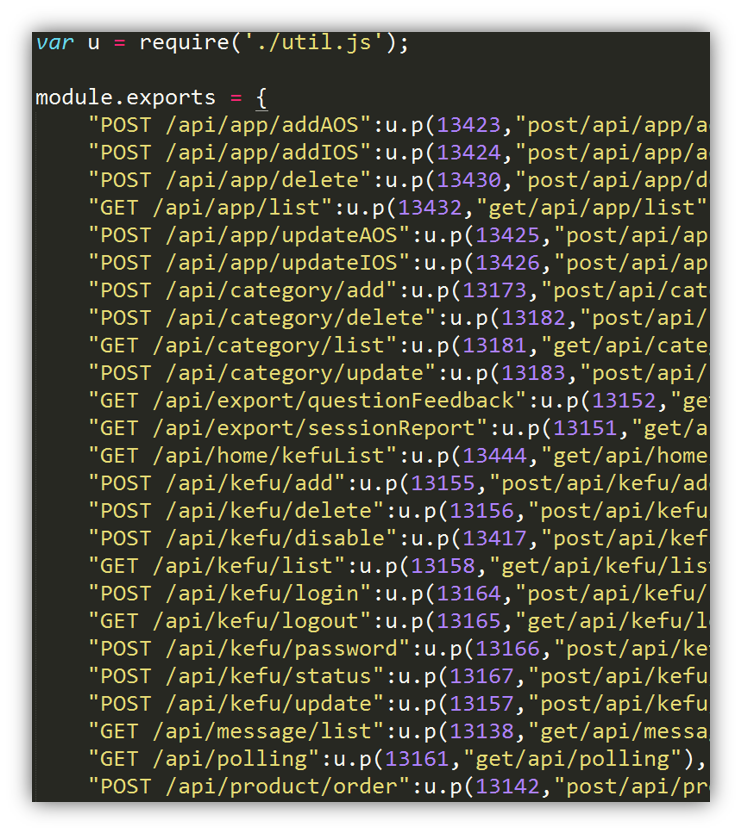 var u = require('./util.js');
module.exports = {
"POST /api/app/addAOS":u.p(13423,"post/api/app/a
"POST /api/app/addIOS":u.p(13424,"post/api/app/a
"POST /api/app/delete":u.p(13430,"post/api/app/d
"GET /api/app/list":u.p(13432,"get/api/app/list"
"POST /api/app/updateAOS":u.p(13425,"post/api/ap
"POST /api/app/updateIOS":u.p(13426,"post/api/ap
"POST /api/category/add":u.p(13173,"post/api/cat
"POST /api/category/delete":u.p(13182,"post/api/
"GET /api/category/list":u.p(13181,"get/api/cate
"POST /api/category/update":u.p(13183,"post/api/
"GET /api/export/questionFeedback":u.p(13152,"ge
"GET /api/export/sessionReport":u.p(13151,"get/a
"GET /api/home/kefuList":u.p(13444,"get/api/home
"POST /api/kefu/add":u.p(13155,"post/api/kefu/ad
"POST /api/kefu/delete":u.p(13156,"post/api/kefu
"POST /api/kefu/disable":u.p(13417,"post/api/kef
"GET /api/kefu/list":u.p(13158,"get/api/kefu/lis
"POST /api/kefu/login":u.p(13164,"post/api/kefu/
"GET /api/kefu/logout":u.p(13165,"get/api/kefu/l
"POST /api/kefu/password":u.p(13166,"post/api/ke
"POST /api/kefu/status":u.p(13167,"post/api/kefu
"POST /api/kefu/update":u.p(13157,"post/api/kefu
"GET /api/message/list":u.p(13138,"get/api/messa
"GET /api/polling":u.p(13161,"get/api/polling"),
"POST /api/product/order":u.p(13142,"post/api/pr